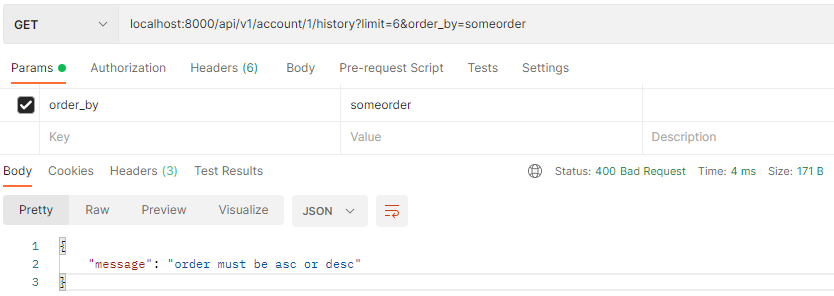 GET localhost:8000/api/v1/account/1/history?limit=6&order_by=someorder
Params Authorization Headers (6) Body Pre-request Script Tests Settings
order_by someorder
Key Value Description
Body Cookies Headers (3) Test Results Status: 400 Bad Request Time: 4 ms Size: 171 B
Pretty Raw Preview Visualize JSON
1 {
2 "message": "order must be asc or desc"
3 }